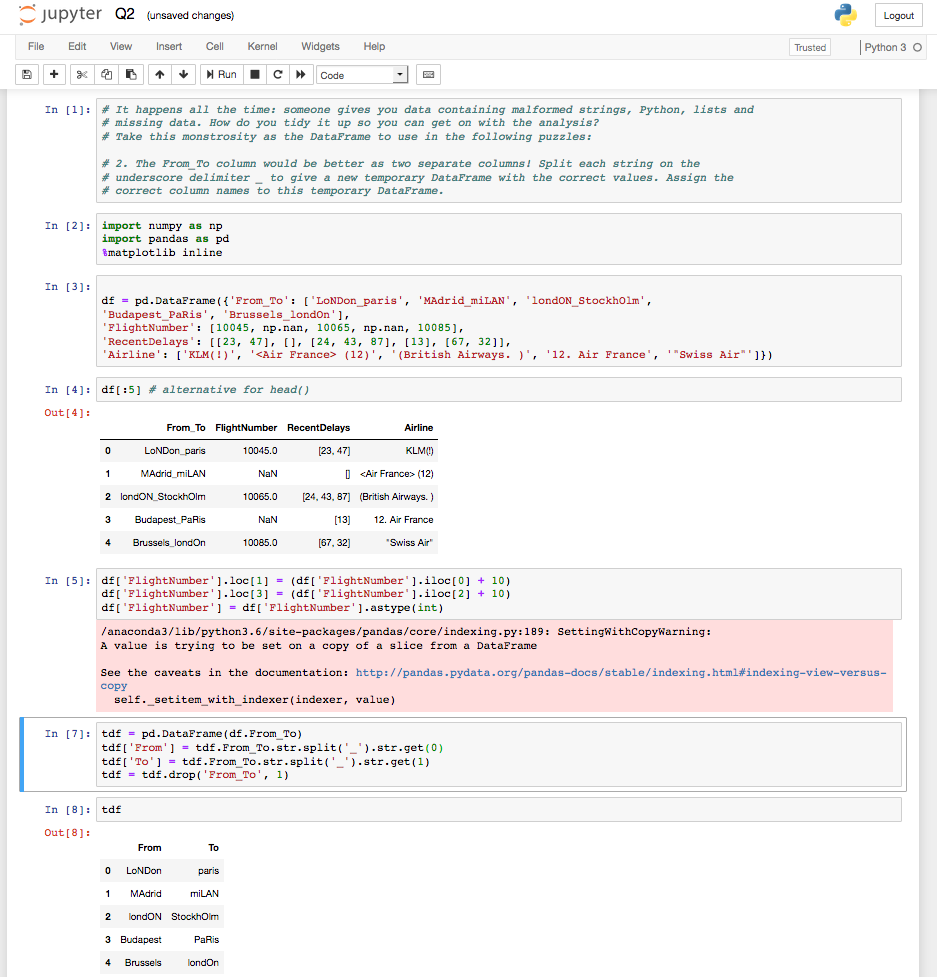 jupyter Q2 (unsaved changes) Logout
File Edit View Insert Cell Kernel Widgets Help Trusted Python 3
Run Code
In [1]: # It happens all the time: someone gives you data containing malformed strings, Python, lists and
# missing data. How do you tidy it up so you can get on with the analysis?
# Take this monstrosity as the DataFrame to use in the following puzzles:
# 2. The From_To column would be better as two separate columns! Split each string on the
# underscore delimiter _ to give a new temporary DataFrame with the correct values. Assign the
# correct column names to this temporary DataFrame.
In [2]: import numpy as np
import pandas as pd
%matplotlib inline
In [3]:
df = pd.DataFrame({'From_To': ['LoNDon_paris', 'MAdrid_miLAN', 'londON_StockhOlm',
'Budapest_PaRis', 'Brussels_londOn'],
'FlightNumber': [10045, np.nan, 10065, np.nan, 10085],
'RecentDelays': [[23, 47], [], [24, 43, 87], [13], [67, 32]],
'Airline': ['KLM(!)', '<Air France> (12)', '(British Airways. )', '12. Air France', '"Swiss Air"']})
In [4]: df[:5] # alternative for head()
Out[4]:
From_To FlightNumber RecentDelays Airline
0 LoNDon_paris 10045.0 [23, 47] KLM(!)
1 MAdrid_miLAN NaN [] <Air France> (12)
2 londON_StockhOlm 10065.0 [24, 43, 87] (British Airways. )
3 Budapest_PaRis NaN [13] 12. Air France
4 Brussels_londOn 10085.0 [67, 32] "Swiss Air"
In [5]: df['FlightNumber'].loc[1] = (df['FlightNumber'].iloc[0] + 10)
df['FlightNumber'].loc[3] = (df['FlightNumber'].iloc[2] + 10)
df['FlightNumber'] = df['FlightNumber'].astype(int)
/anaconda3/lib/python3.6/site-packages/pandas/core/indexing.py:189: SettingWithCopyWarning:
A value is trying to be set on a copy of a slice from a DataFrame
See the caveats in the documentation: http://pandas.pydata.org/pandas-docs/stable/indexing.html#indexing-view-versus-
copy
self._setitem_with_indexer(indexer, value)
In [7]: tdf = pd.DataFrame(df.From_To)
tdf['From'] = tdf.From_To.str.split('_').str.get(0)
tdf['To'] = tdf.From_To.str.split('_').str.get(1)
tdf = tdf.drop('From_To', 1)
In [8]: tdf
Out[8]:
From To
0 LoNDon paris
1 MAdrid miLAN
2 londON StockhOlm
3 Budapest PaRis
4 Brussels londOn